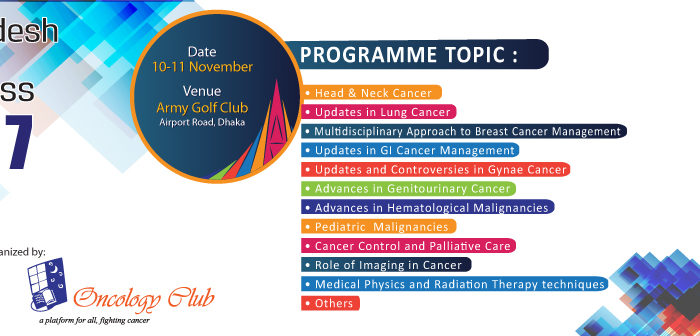 desh
ss
7
Date
10-11 November
Venue
Army Golf Club
Airport Road, Dhaka
PROGRAMME TOPIC :
• Head & Neck Cancer
• Updates in Lung Cancer
• Multidisciplinary Approach to Breast Cancer Management
• Updates in GI Cancer Management
• Updates and Controversies in Gynae Cancer
• Advances in Genitourinary Cancer
• Advances in Hematological Malignancies
• Pediatric Malignancies
• Cancer Control and Palliative Care
• Role of Imaging in Cancer
• Medical Physics and Radiation Therapy techniques
• Others
anized by:
Oncology Club
a platform for all, fighting cancer